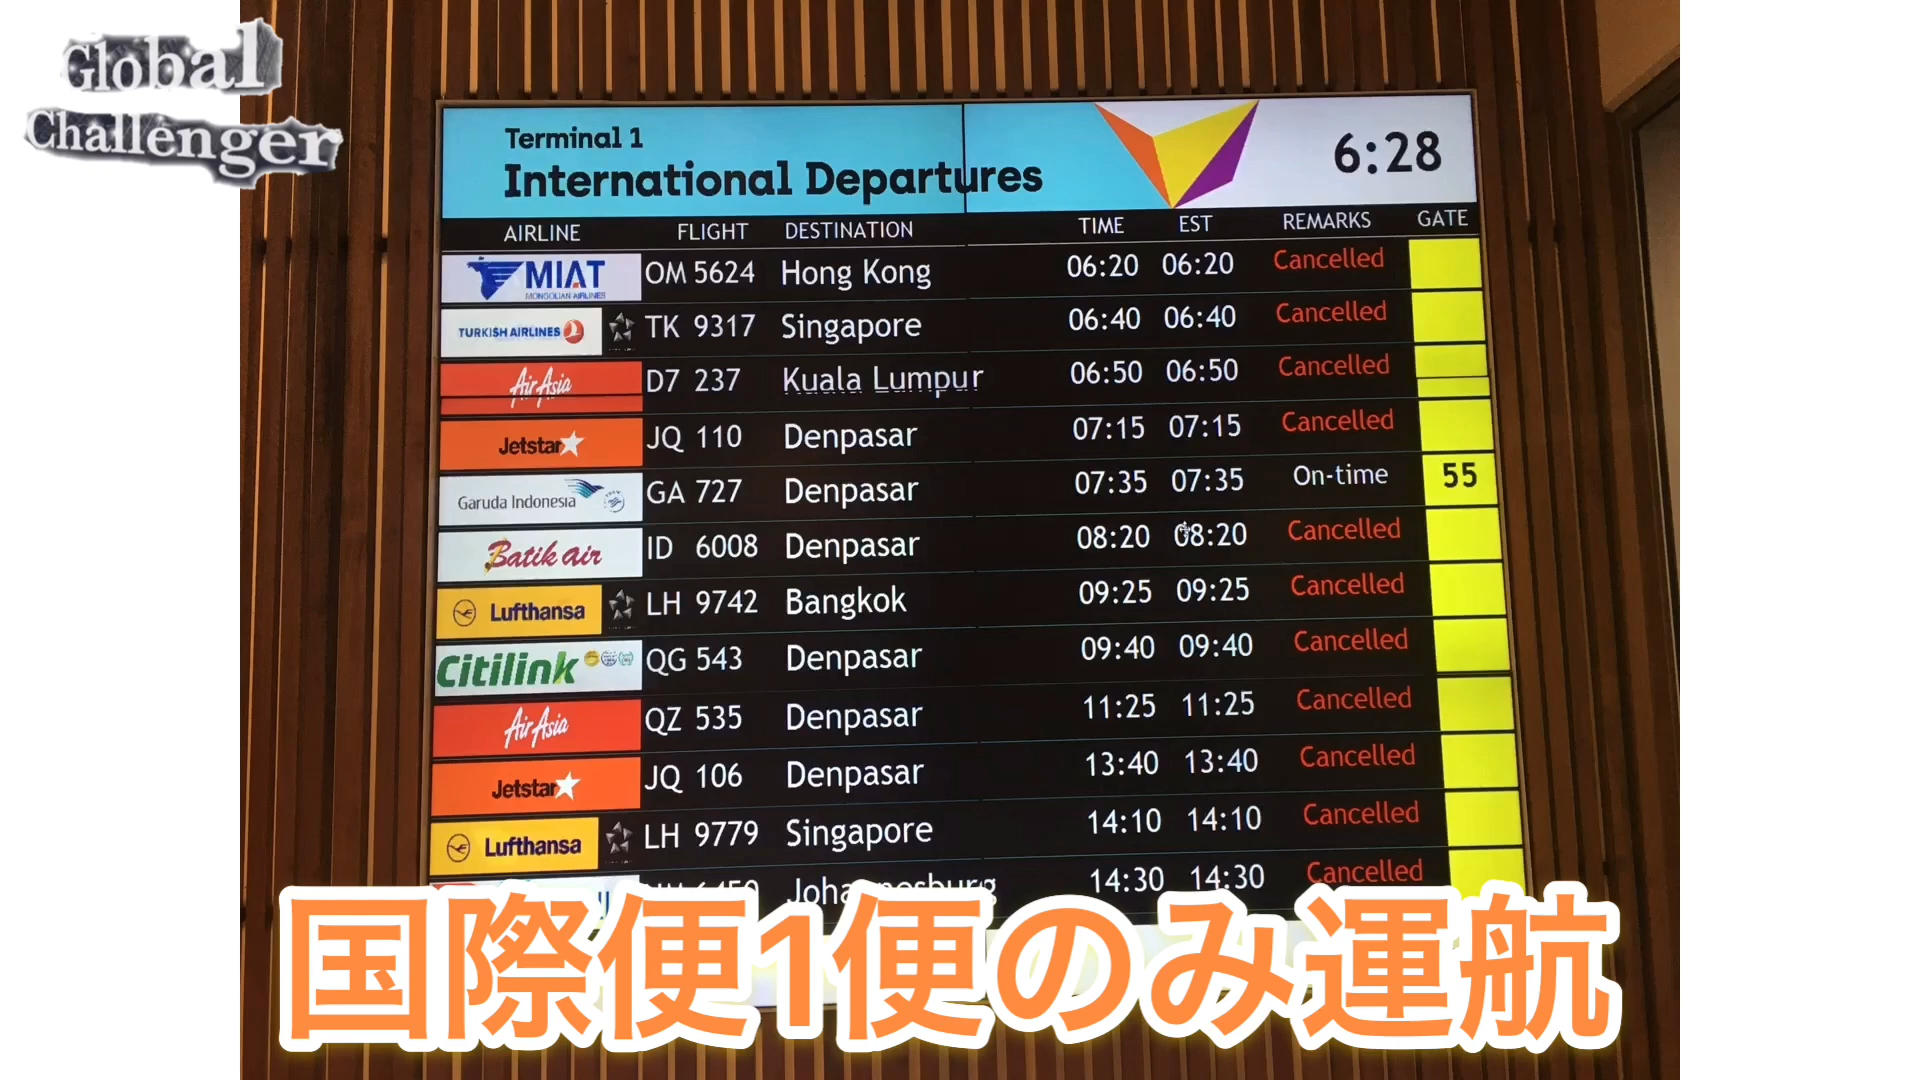 Global
Challenger
Terminal 1
International Departures
6:28
AIRLINE FLIGHT DESTINATION TIME EST REMARKS GATE
MIAT MONGOLIAN AIRLINES OM 5624 Hong Kong 06:20 06:20 Cancelled
TURKISH AIRLINES TK 9317 Singapore 06:40 06:40 Cancelled
AirAsia D7 237 Kuala Lumpur 06:50 06:50 Cancelled
Jetstar JQ 110 Denpasar 07:15 07:15 Cancelled
Garuda Indonesia GA 727 Denpasar 07:35 07:35 On-time 55
Batik air ID 6008 Denpasar 08:20 08:20 Cancelled
Lufthansa LH 9742 Bangkok 09:25 09:25 Cancelled
Citilink QG 543 Denpasar 09:40 09:40 Cancelled
AirAsia QZ 535 Denpasar 11:25 11:25 Cancelled
Jetstar JQ 106 Denpasar 13:40 13:40 Cancelled
Lufthansa LH 9779 Singapore 14:10 14:10 Cancelled
Johannesburg 14:30 14:30 Cancelled
国際便1便のみ運航